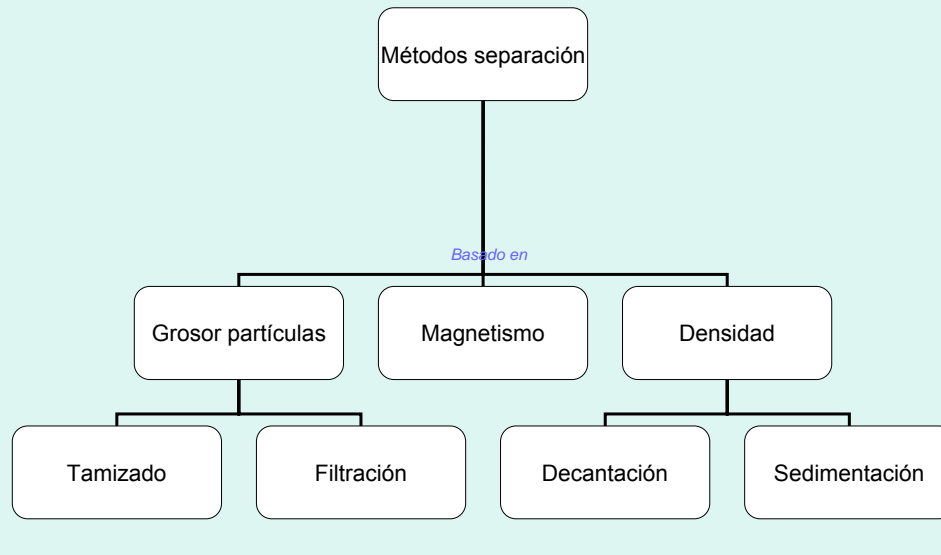 Métodos separación
Basado en
Grosor partículas
Magnetismo
Densidad
Tamizado
Filtración
Decantación
Sedimentación